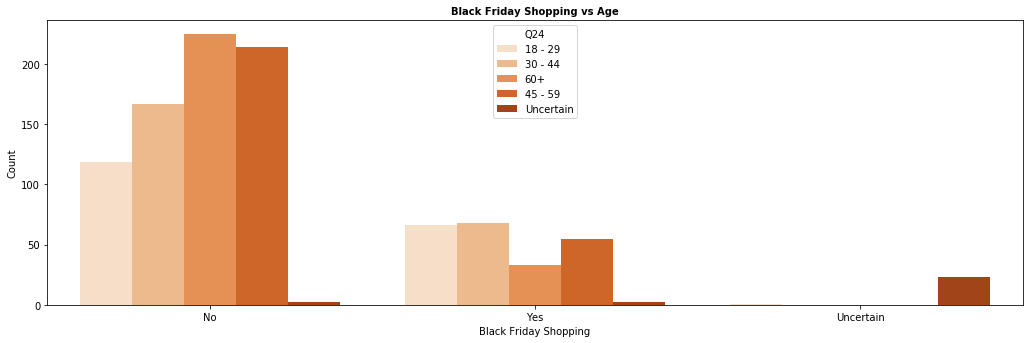 Black Friday Shopping vs Age
Q24
18 - 29
30 - 44
60+
45 - 59
Uncertain
Count
200
150
100
50
0
No
Yes
Uncertain
Black Friday Shopping